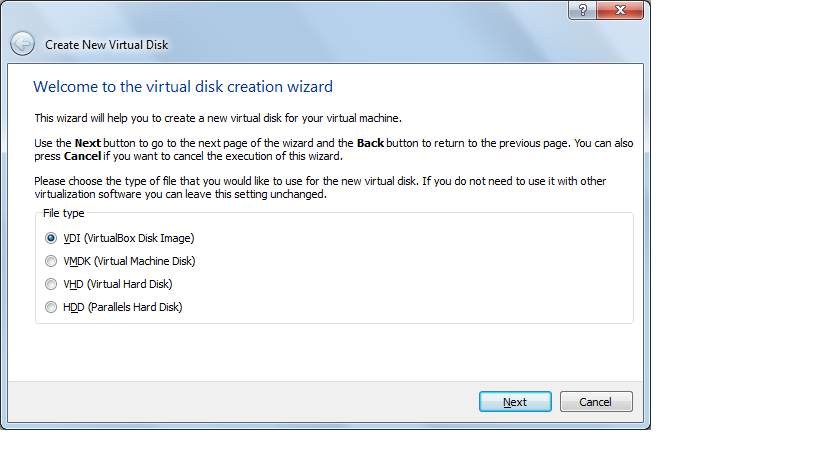 Create New Virtual Disk
Welcome to the virtual disk creation wizard
This wizard will help you to create a new virtual disk for your virtual machine.
Use the Next button to go to the next page of the wizard and the Back button to return to the previous page. You can also
press Cancel if you want to cancel the execution of this wizard.
Please choose the type of file that you would like to use for the new virtual disk. If you do not need to use it with other
virtualization software you can leave this setting unchanged.
File type
VDI (VirtualBox Disk Image)
VMDK (Virtual Machine Disk)
VHD (Virtual Hard Disk)
HDD (Parallels Hard Disk)
Next Cancel